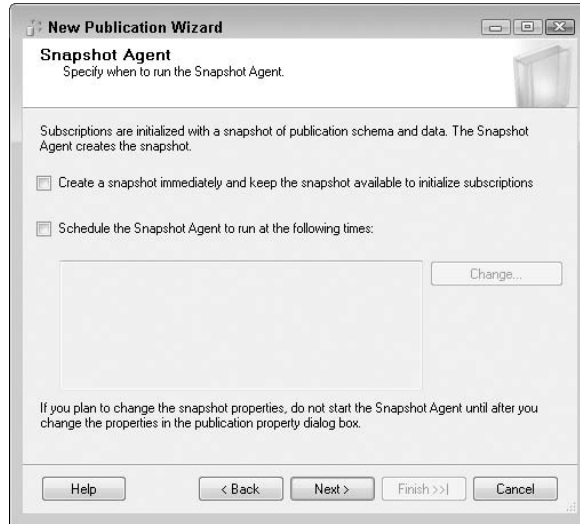 New Publication Wizard
Snapshot Agent
Specify when to run the Snapshot Agent.
Subscriptions are initialized with a snapshot of publication schema and data. The Snapshot
Agent creates the snapshot.
Create a snapshot immediately and keep the snapshot available to initialize subscriptions
Schedule the Snapshot Agent to run at the following times:
Change...
If you plan to change the snapshot properties, do not start the Snapshot Agent until after you
change the properties in the publication property dialog box.
Help
< Back
Next >
Finish >>|
Cancel